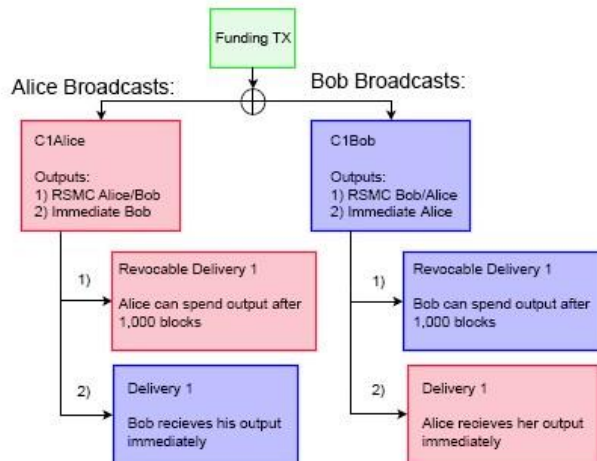 Funding TX
Alice Broadcasts:
Bob Broadcasts:
C1Alice
Outputs:
1) RSMC Alice/Bob
2) Immediate Bob
C1Bob
Outputs:
1) RSMC Bob/Alice
2) Immediate Alice
1)
Revocable Delivery 1
Alice can spend output after
1,000 blocks
1)
Revocable Delivery 1
Bob can spend output after
1,000 blocks
2)
Delivery 1
Bob recieves his output
immediately
2)
Delivery 1
Alice recieves her output
immediately